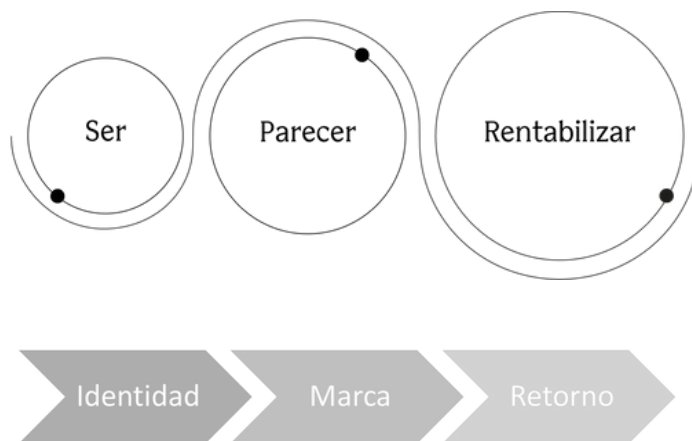 Ser
Parecer
Rentabilizar
Identidad
Marca
Retorno